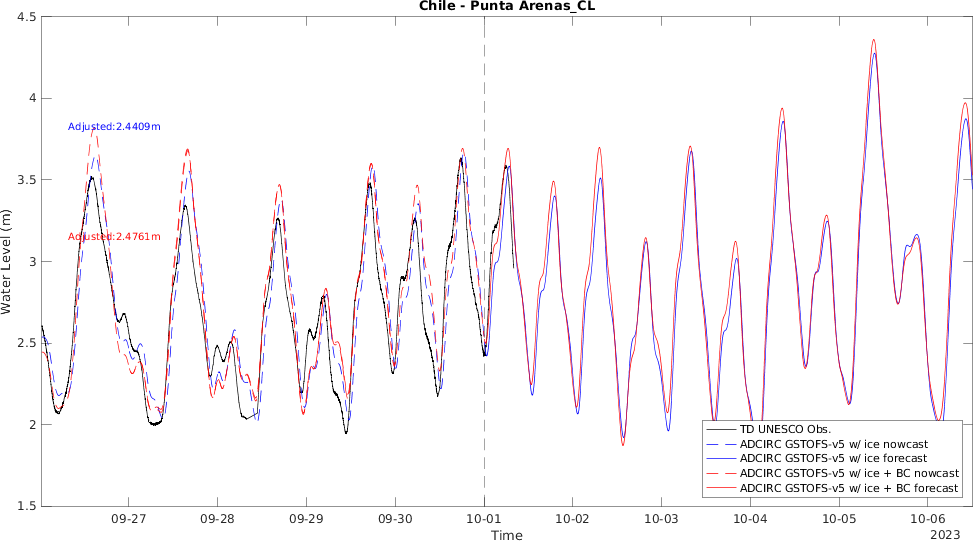 Chile - Punta Arenas_CL
4.5
4
3.5
3
2.5
2
1.5
Water Level (m)
Adjusted:2.4409m
Adjusted:2.4761m
TD UNESCO Obs.
ADCIRC GSTOFS-v5 w/ ice nowcast
ADCIRC GSTOFS-v5 w/ ice forecast
ADCIRC GSTOFS-v5 w/ ice + BC nowcast
ADCIRC GSTOFS-v5 w/ ice + BC forecast
09-27 09-28 09-29 09-30 10-01 10-02 10-03 10-04 10-05 10-06
Time
2023